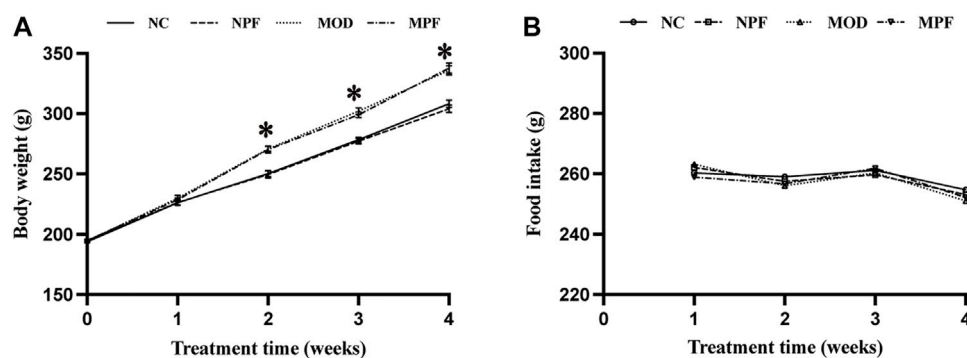 A
NC NPF MOD MPF
350
300
250
200
150
Body weight (g)
* * *
0 1 2 3 4
Treatment time (weeks)
B
NC NPF MOD MPF
300
280
260
240
220
Food intake (g)
0 1 2 3 4
Treatment time (weeks)